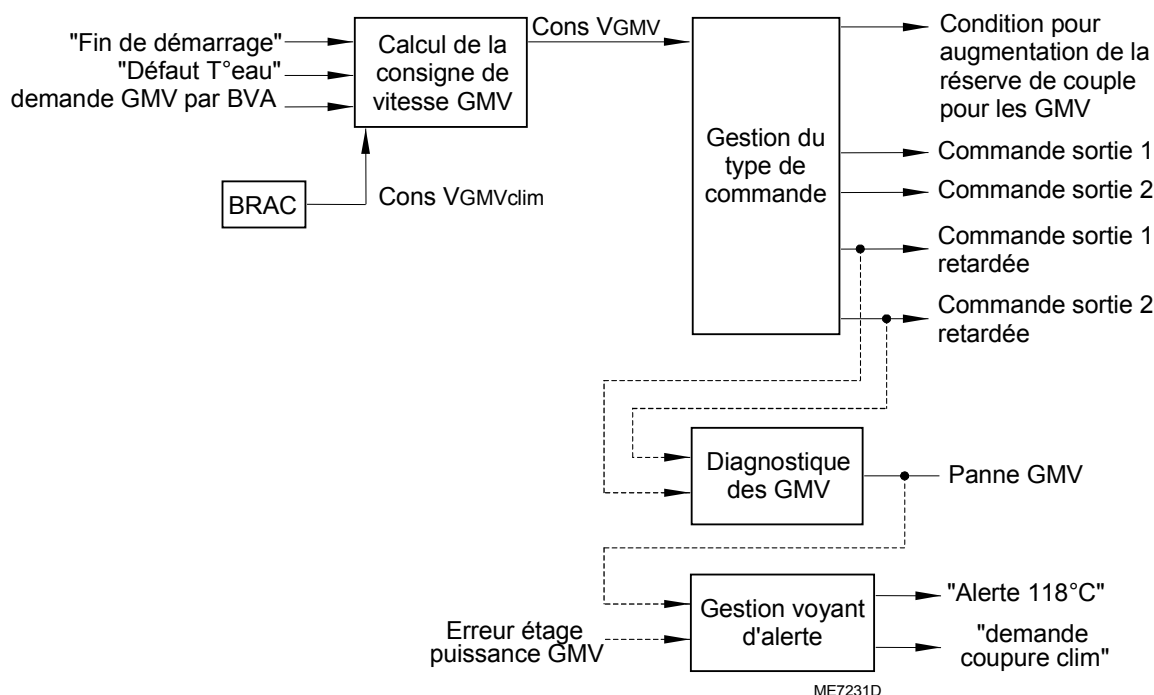 "Fin de démarrage"
"Défaut T°eau"
demande GMV par BVA
Calcul de la
consigne de
vitesse GMV
Cons VGMV
BRAC
Cons VGMVclim
Gestion du
type de
commande
Condition pour
augmentation de la
réserve de couple
pour les GMV
Commande sortie 1
Commande sortie 2
Commande sortie 1
retardée
Commande sortie 2
retardée
Diagnostique
des GMV
Panne GMV
Erreur étage
puissance GMV
Gestion voyant
d'alerte
"Alerte 118°C"
"demande
coupure clim"
ME7231D